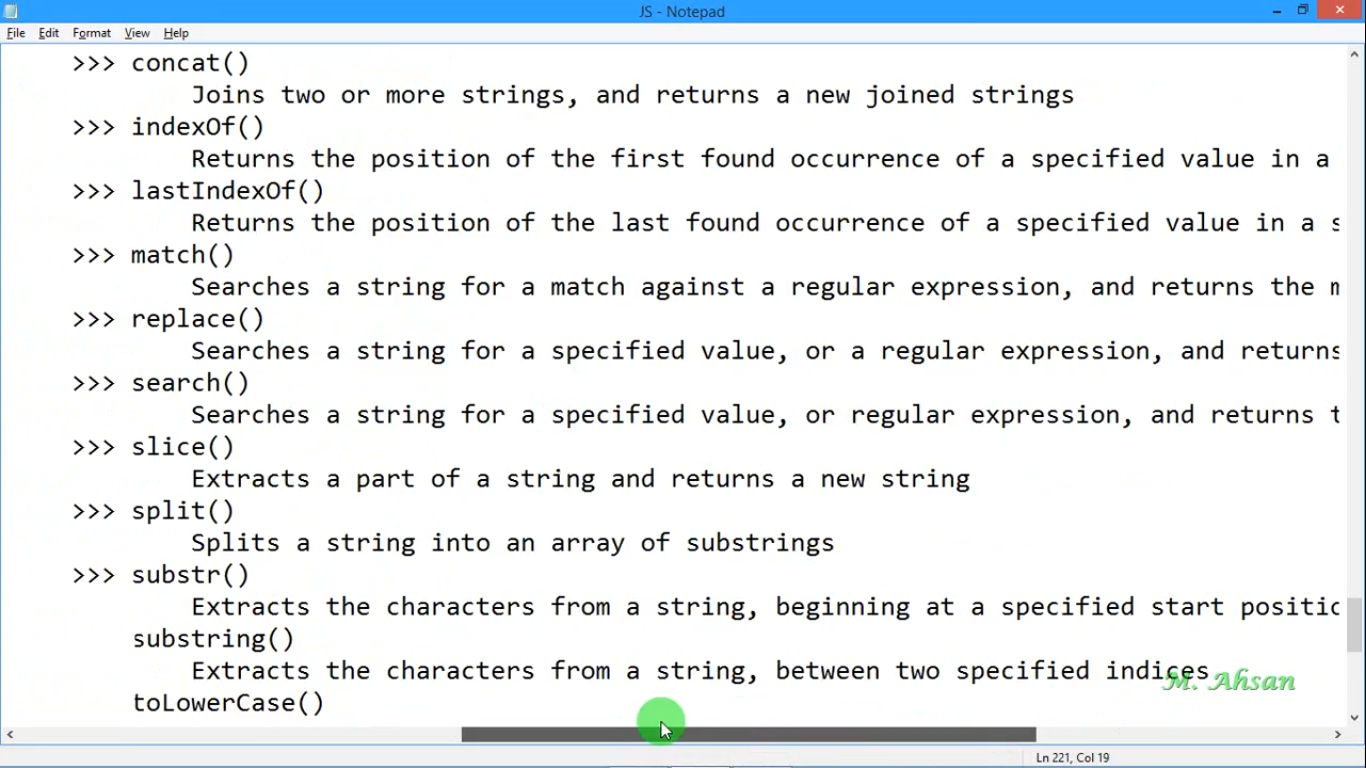 JS - Notepad
File Edit Format View Help
>>> concat()
Joins two or more strings, and returns a new joined strings
>>> indexOf()
Returns the position of the first found occurrence of a specified value in a
>>> lastIndexOf()
Returns the position of the last found occurrence of a specified value in a s
>>> match()
Searches a string for a match against a regular expression, and returns the m
>>> replace()
Searches a string for a specified value, or a regular expression, and returns
>>> search()
Searches a string for a specified value, or regular expression, and returns t
>>> slice()
Extracts a part of a string and returns a new string
>>> split()
Splits a string into an array of substrings
>>> substr()
Extracts the characters from a string, beginning at a specified start positio
substring()
Extracts the characters from a string, between two specified indices
M. Ahsan
toLowerCase()
Ln 221, Col 19